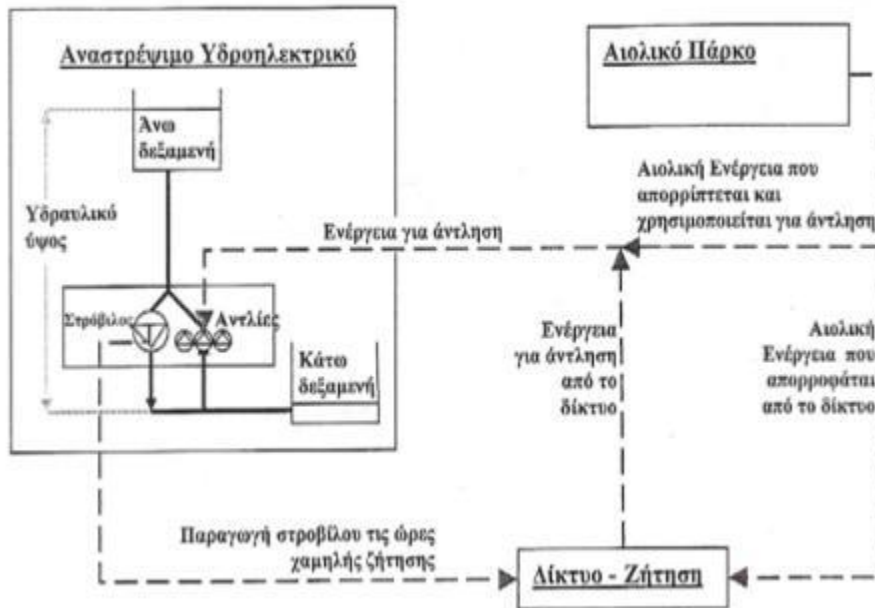 Αναστρέψιμο Υδροηλεκτρικό
Άνω
δεξαμενή
Υδραυλικό
ύψος
Στρόβιλος
Αντλίες
Κάτω
δεξαμενή
Αιολικό Πάρκο
Αιολική Ενέργεια που
απορρίπτεται και
χρησιμοποιείται για άντληση
Ενέργεια για άντληση
Ενέργεια
για άντληση
από το
δίκτυο
Αιολική
Ενέργεια που
απορροφάται
από το δίκτυο
Παραγωγή στροβίλου τις ώρες
χαμηλής ζήτησης
Δίκτυο - Ζήτηση